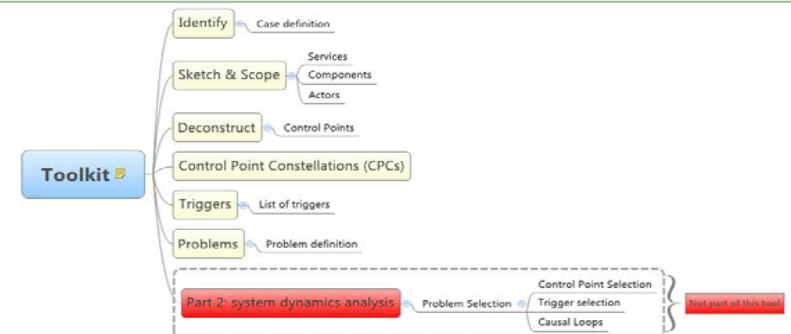 Toolkit
Identify
Case definition
Sketch & Scope
Services
Components
Actors
Deconstruct
Control Points
Control Point Constellations (CPCs)
Triggers
List of triggers
Problems
Problem definition
Part 2: system dynamics analysis
Problem Selection
Control Point Selection
Trigger selection
Causal Loops
Not part of this tool